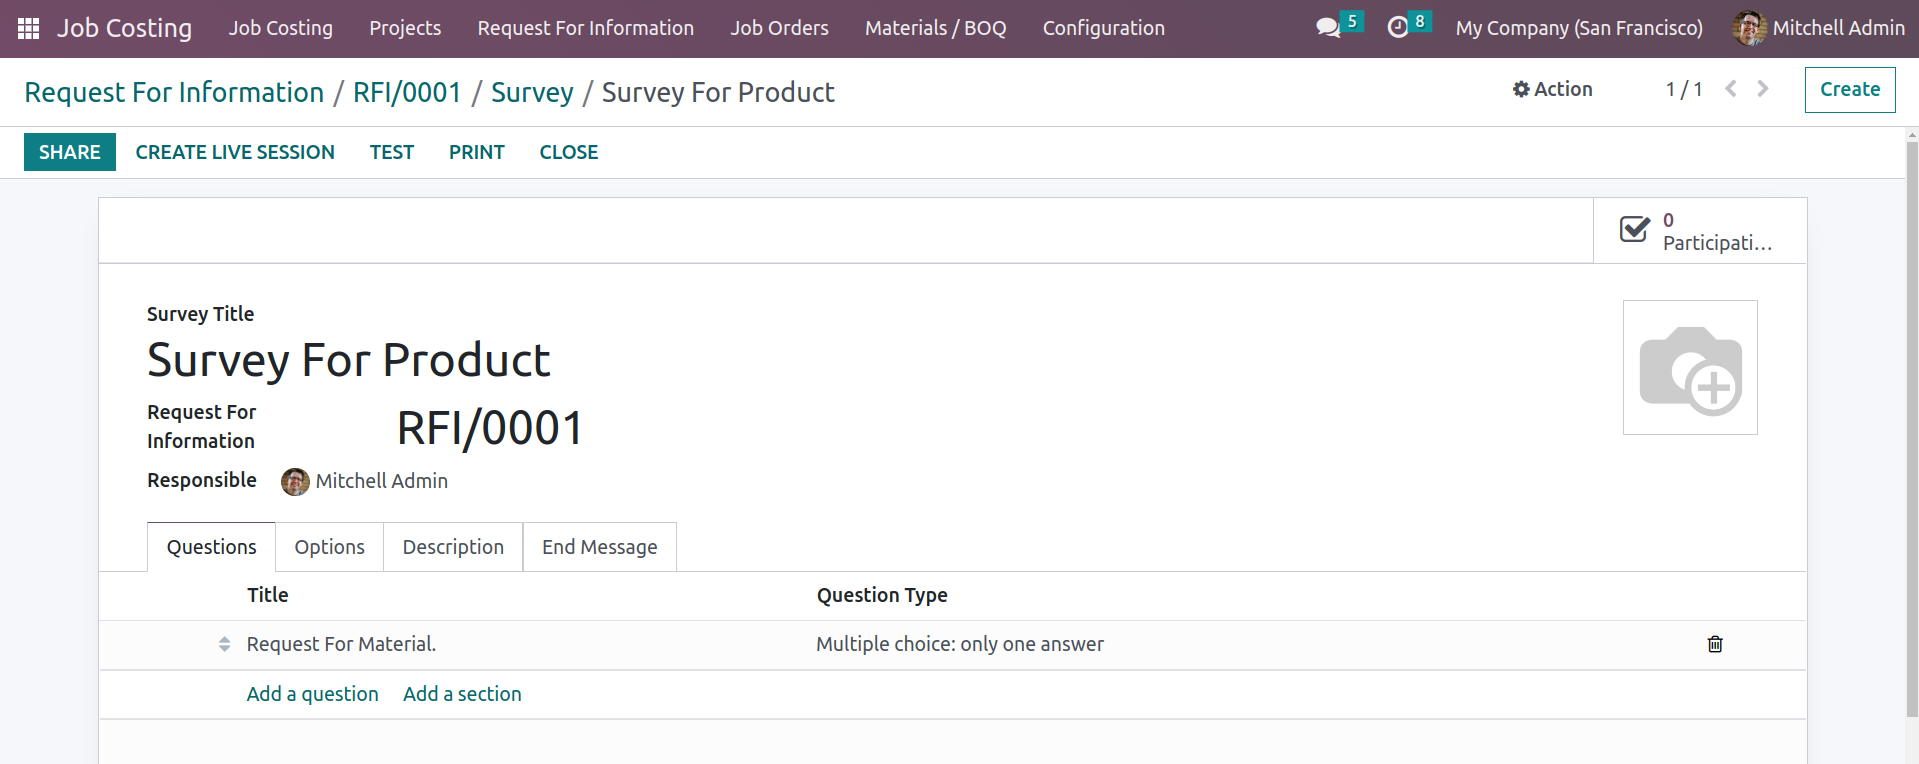 Job Costing Job Costing Projects Request For Information Job Orders Materials / BOQ Configuration 5 8 My Company (San Francisco) Mitchell Admin
Request For Information / RFI/0001 / Survey / Survey For Product Action 1 / 1 Create
SHARE CREATE LIVE SESSION TEST PRINT CLOSE
0
Participati...
Survey Title
Survey For Product
Request For
Information
RFI/0001
Responsible Mitchell Admin
Questions Options Description End Message
Title Question Type
Request For Material. Multiple choice: only one answer
Add a question Add a section